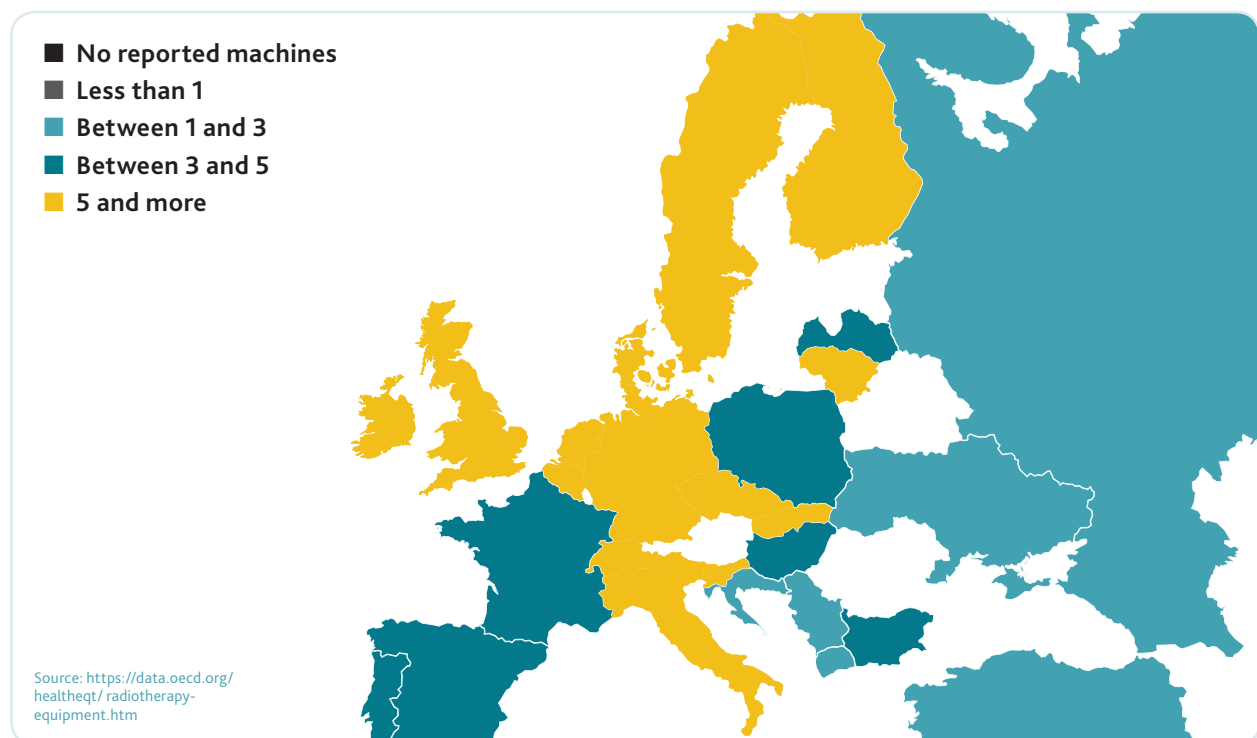 No reported machines
Less than 1
Between 1 and 3
Between 3 and 5
5 and more
Source: https://data.oecd.org/
healtheqt/ radiotherapy-
equipment.htm